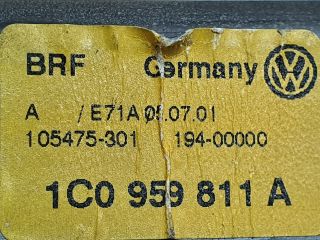 BRF Germany
A / E71A 05.07.01
105475-301 194-00000
1C0 959 811 A